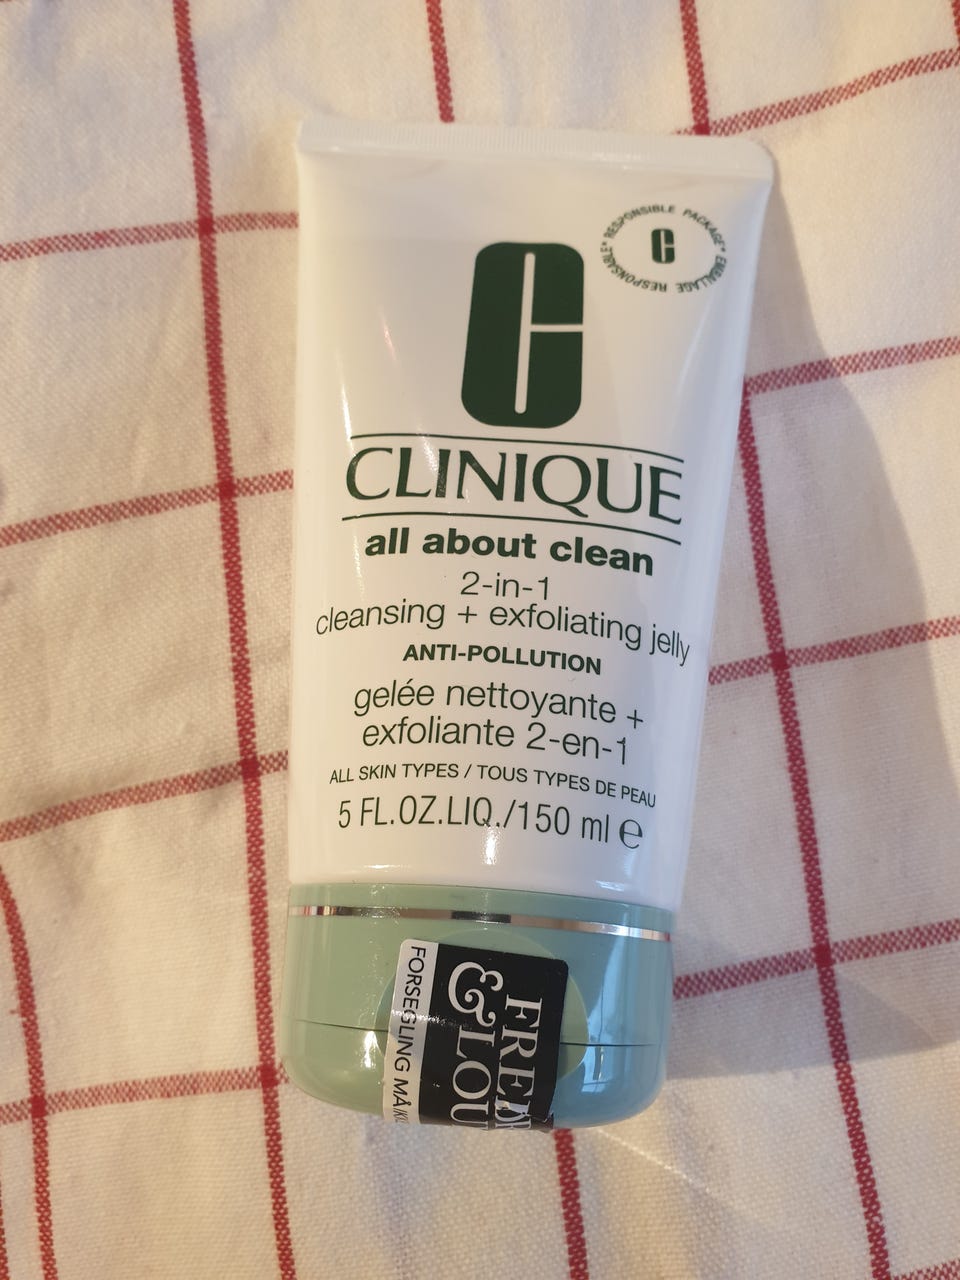 RESPONSIBLE PACKAGE* EMBALLAGE RESPONSABLE*
C
C
CLINIQUE
all about clean
2-in-1
cleansing + exfoliating jelly
ANTI-POLLUTION
gelée nettoyante +
exfoliante 2-en-1
ALL SKIN TYPES / TOUS TYPES DE PEAU
5 FL.OZ.LIQ./150 ml ℮
FORSEGLING